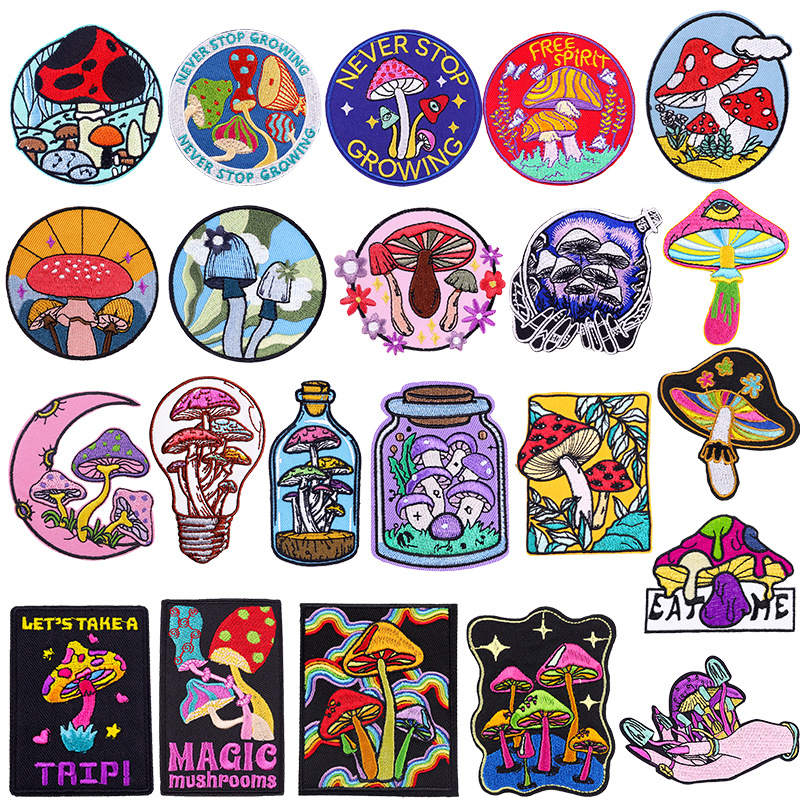 NEVER STOP GROWING
NEVER STOP GROWING
NEVER STOP
GROWING
FREE
SPIRIT
EAT ME
LET'S TAKE A
TRIP!
MAGIC
mushrooms